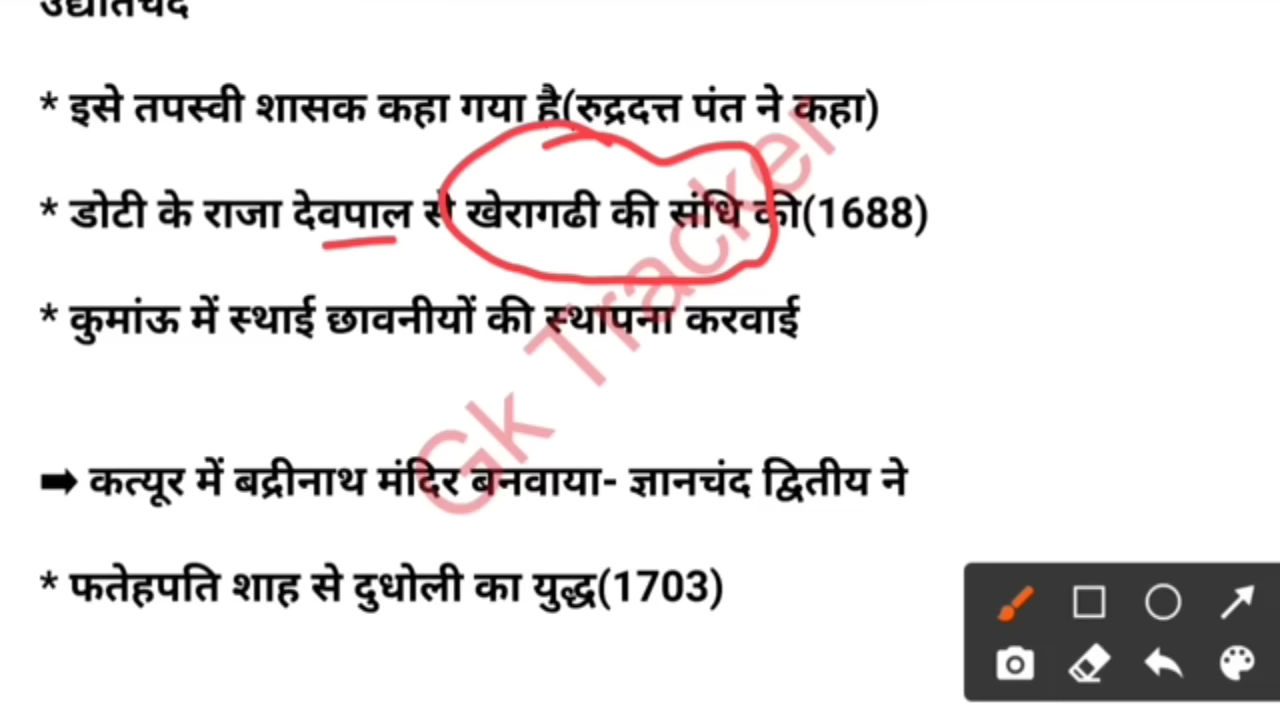 उद्योतचंद
* इसे तपस्वी शासक कहा गया है(रुद्रदत्त पंत ने कहा)
* डोटी के राजा देवपाल से खेरागढी की संधि की(1688)
* कुमांऊ में स्थाई छावनीयों की स्थापना करवाई
➡ कत्यूर में बद्रीनाथ मंदिर बनवाया- ज्ञानचंद द्वितीय ने
* फतेहपति शाह से दुधोली का युद्ध(1703)
Gk Tracker